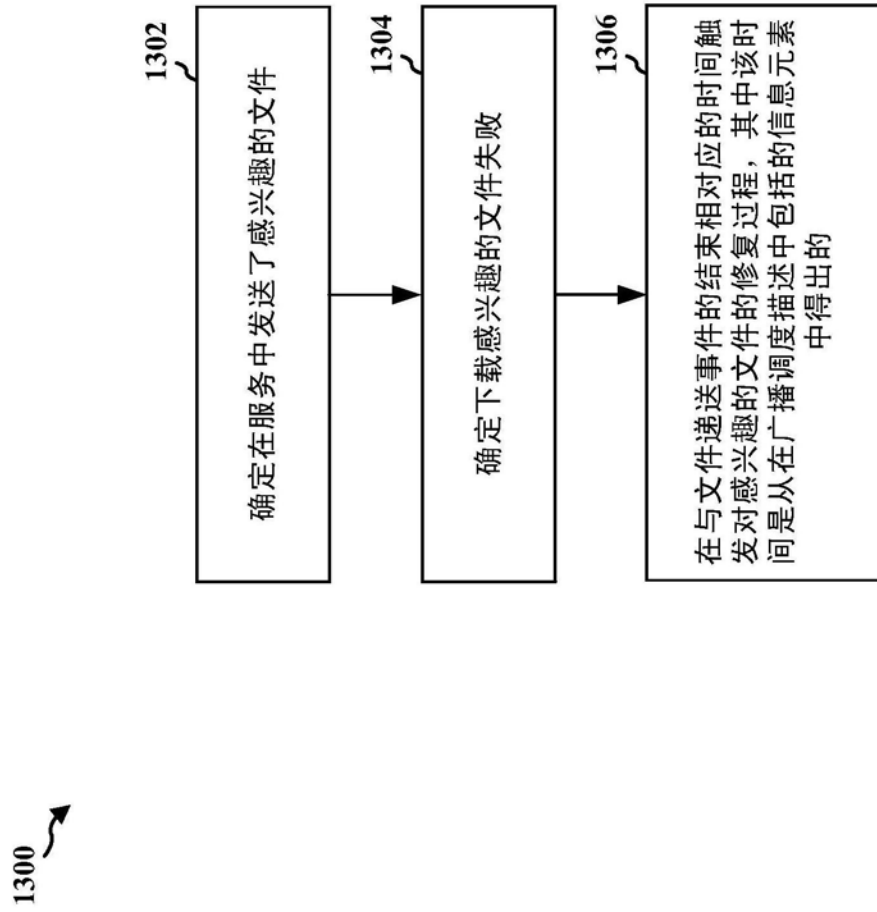 1300
1302
确定在服务中发送了感兴趣的文件
1304
确定下载感兴趣的文件失败
1306
在与文件递送事件的结束相对应的时间触
发对感兴趣的文件的修复过程，其中该时
间是从在广播调度描述中包括的信息元素
中得出的